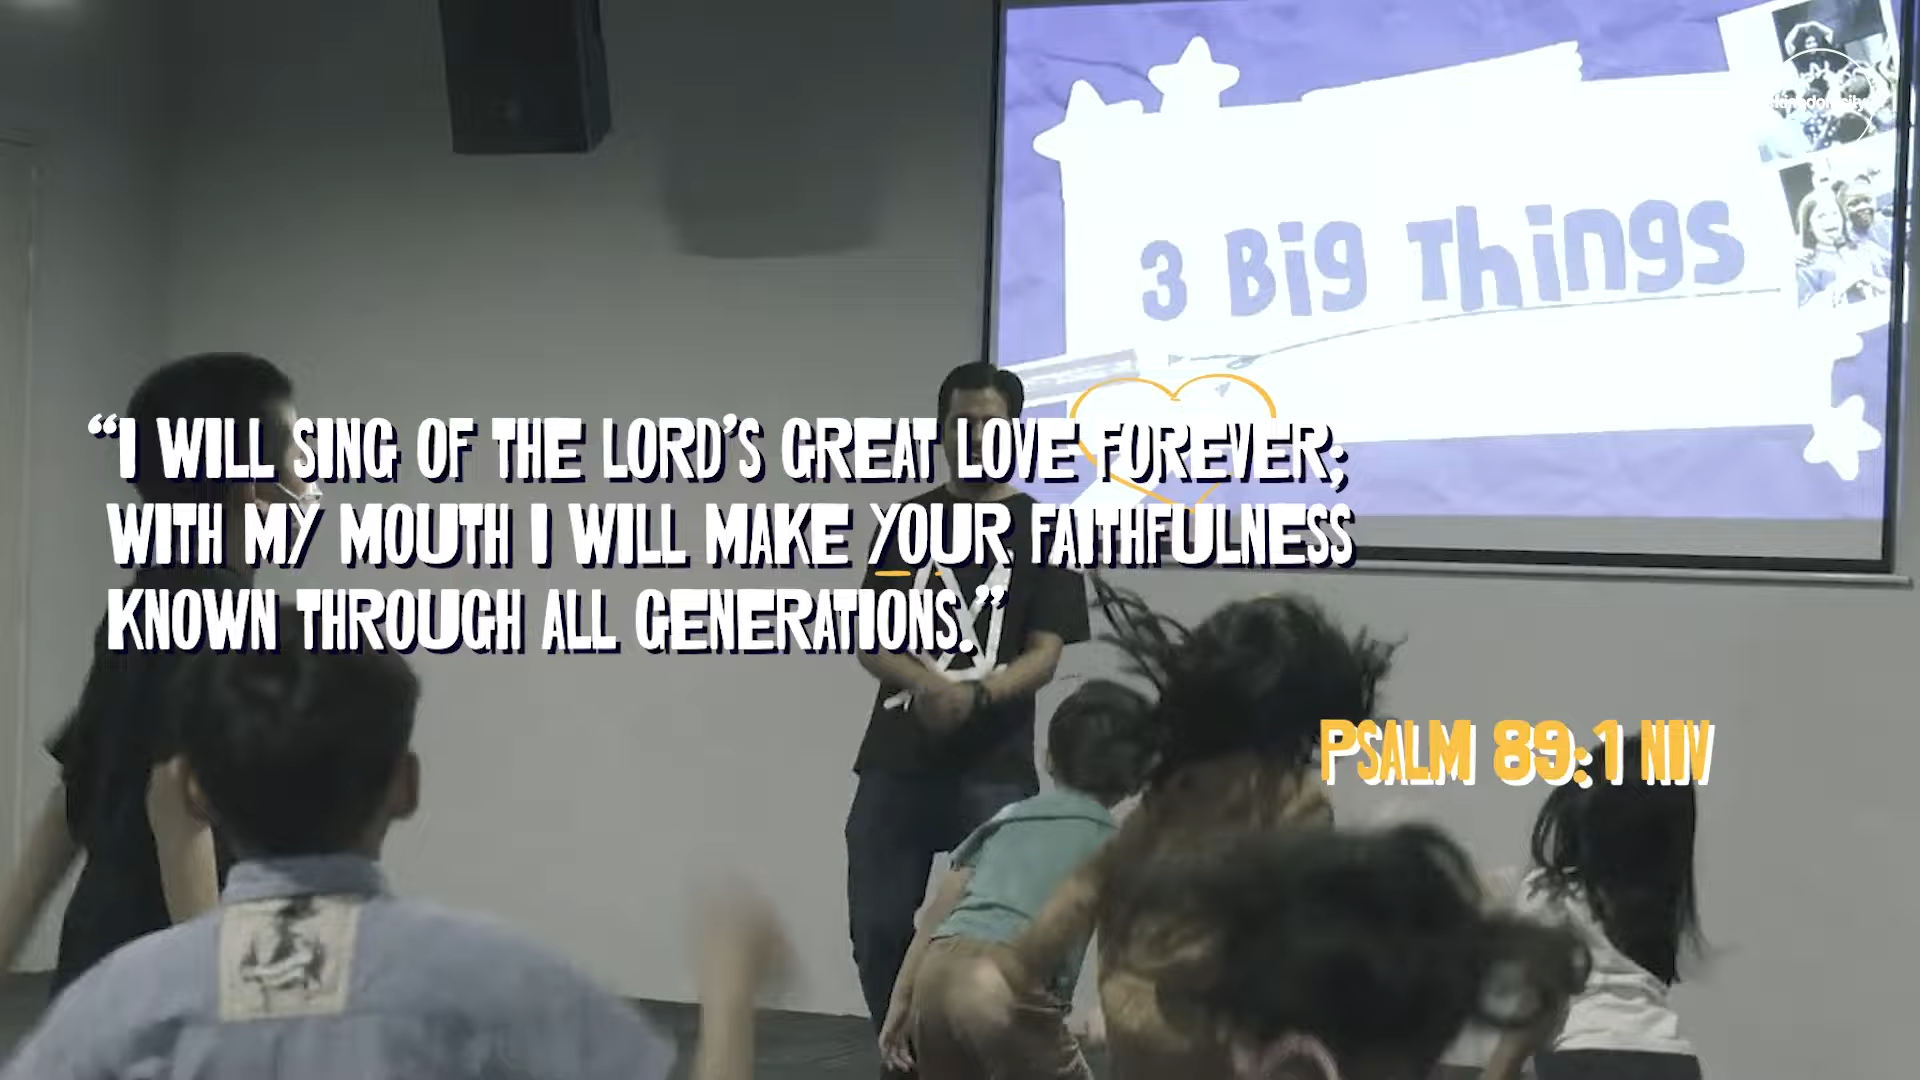 3 Big Things
“I WILL SING OF THE LORD’S GREAT LOVE FOREVER;
WITH MY MOUTH I WILL MAKE YOUR FAITHFULNESS
KNOWN THROUGH ALL GENERATIONS.”
PSALM 89:1 NIV